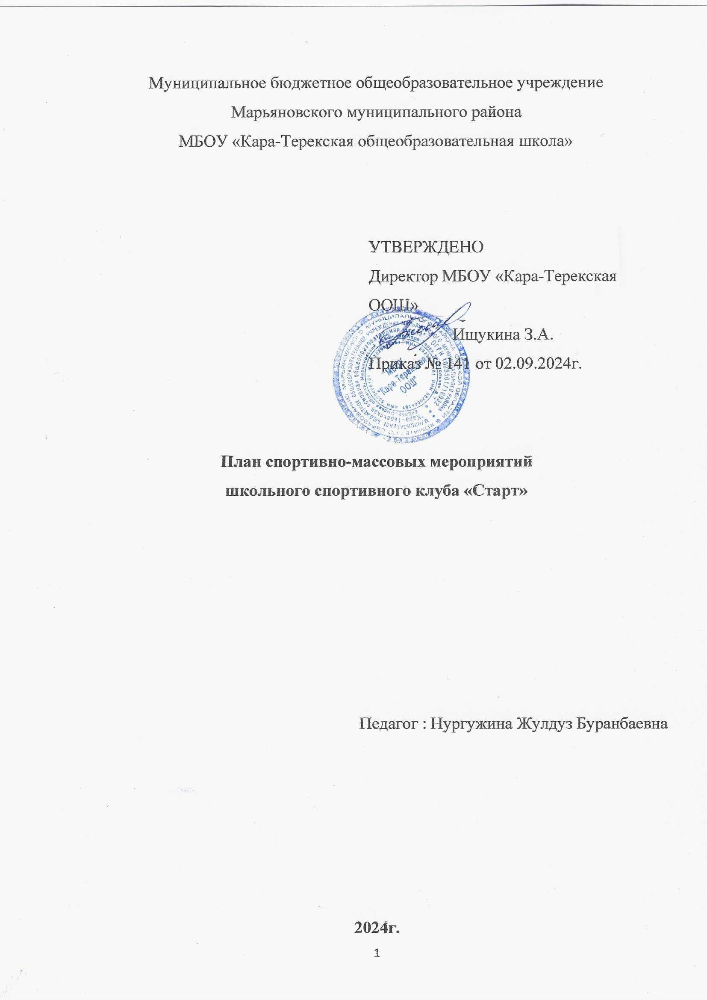 Муниципальное бюджетное общеобразовательное учреждение
Марьяновского муниципального района
МБОУ «Кара-Терекская общеобразовательная школа»
УТВЕРЖДЕНО
Директор МБОУ «Кара-Терекская
ООШ»
Ищукина З.А.
Приказ № 141 от 02.09.2024г.
МБОУ
"Кара-Терекская
ООШ"
ОГРН 1025501718032
План спортивно-массовых мероприятий
школьного спортивного клуба «Старт»
Педагог : Нургужина Жулдуз Буранбаевна
2024г.
1